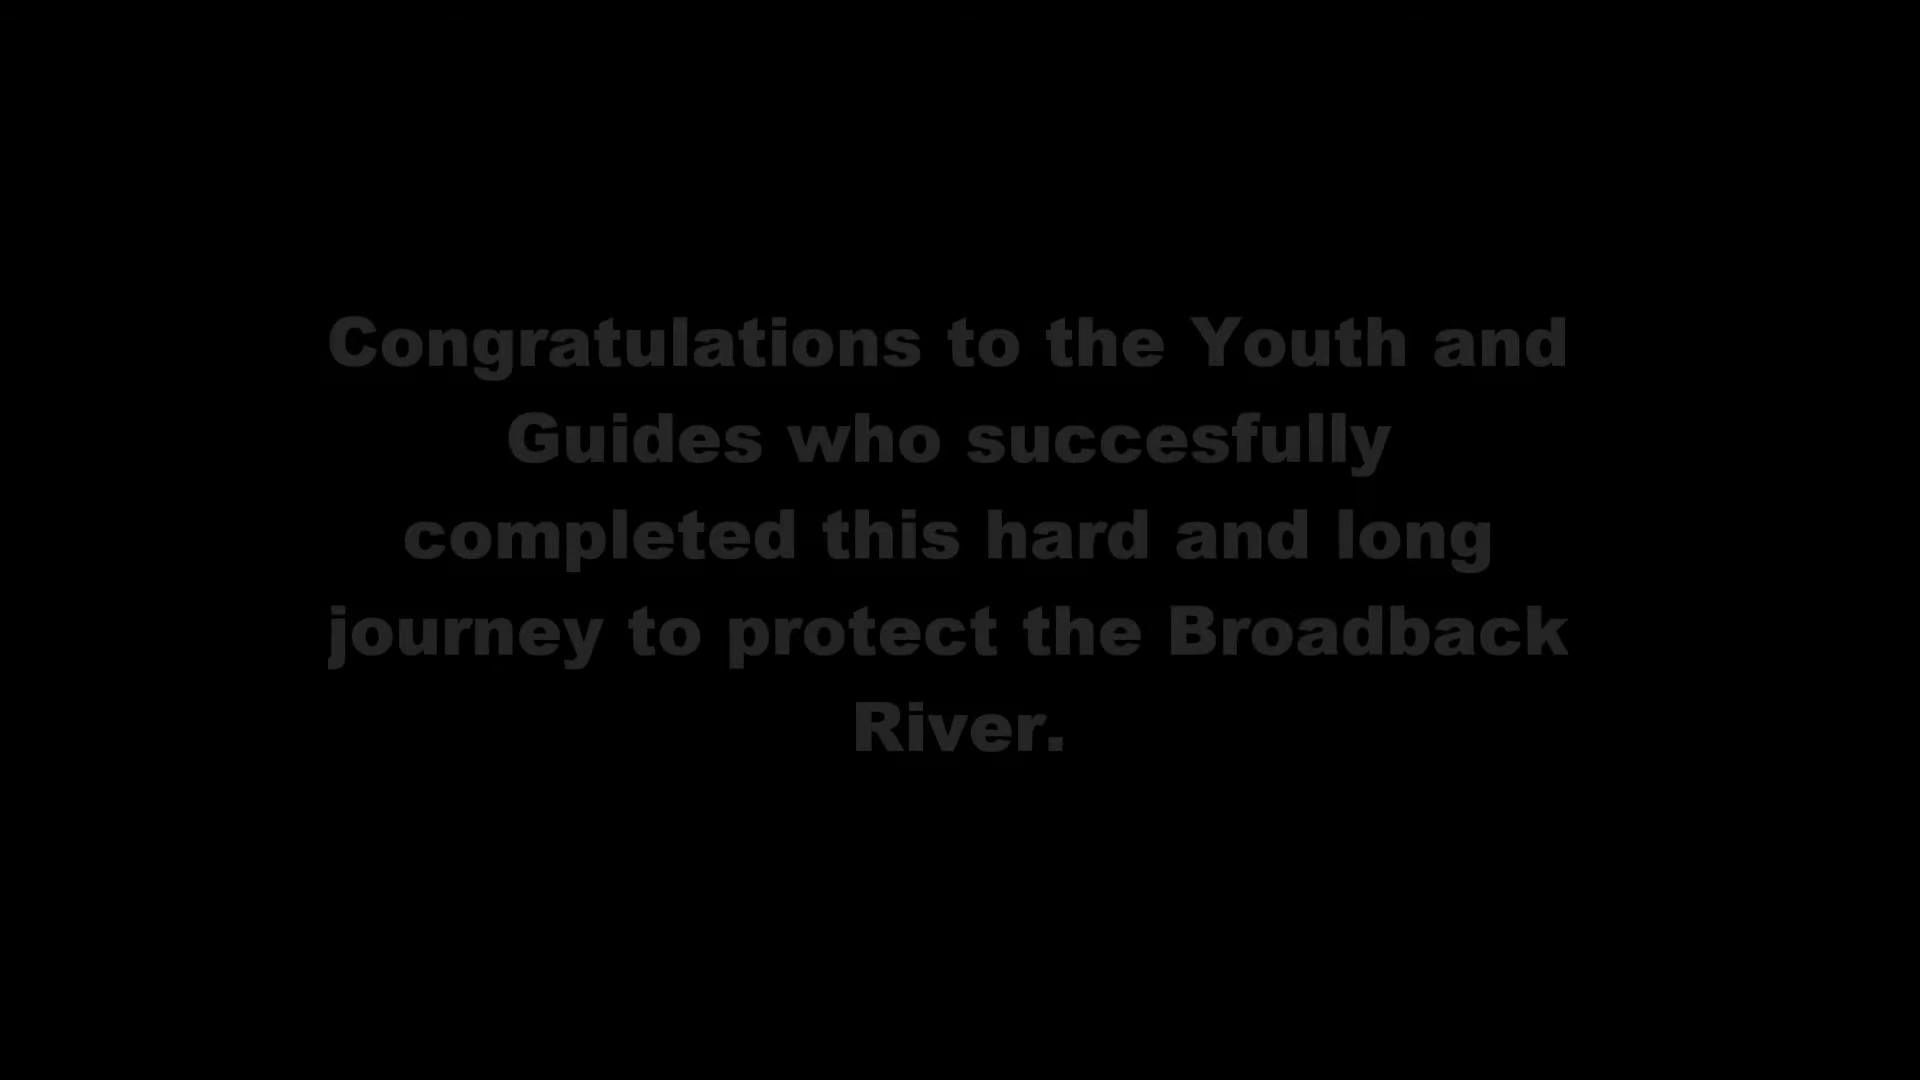 Congratulations to the Youth and
Guides who succesfully
completed this hard and long
journey to protect the Broadback
River.